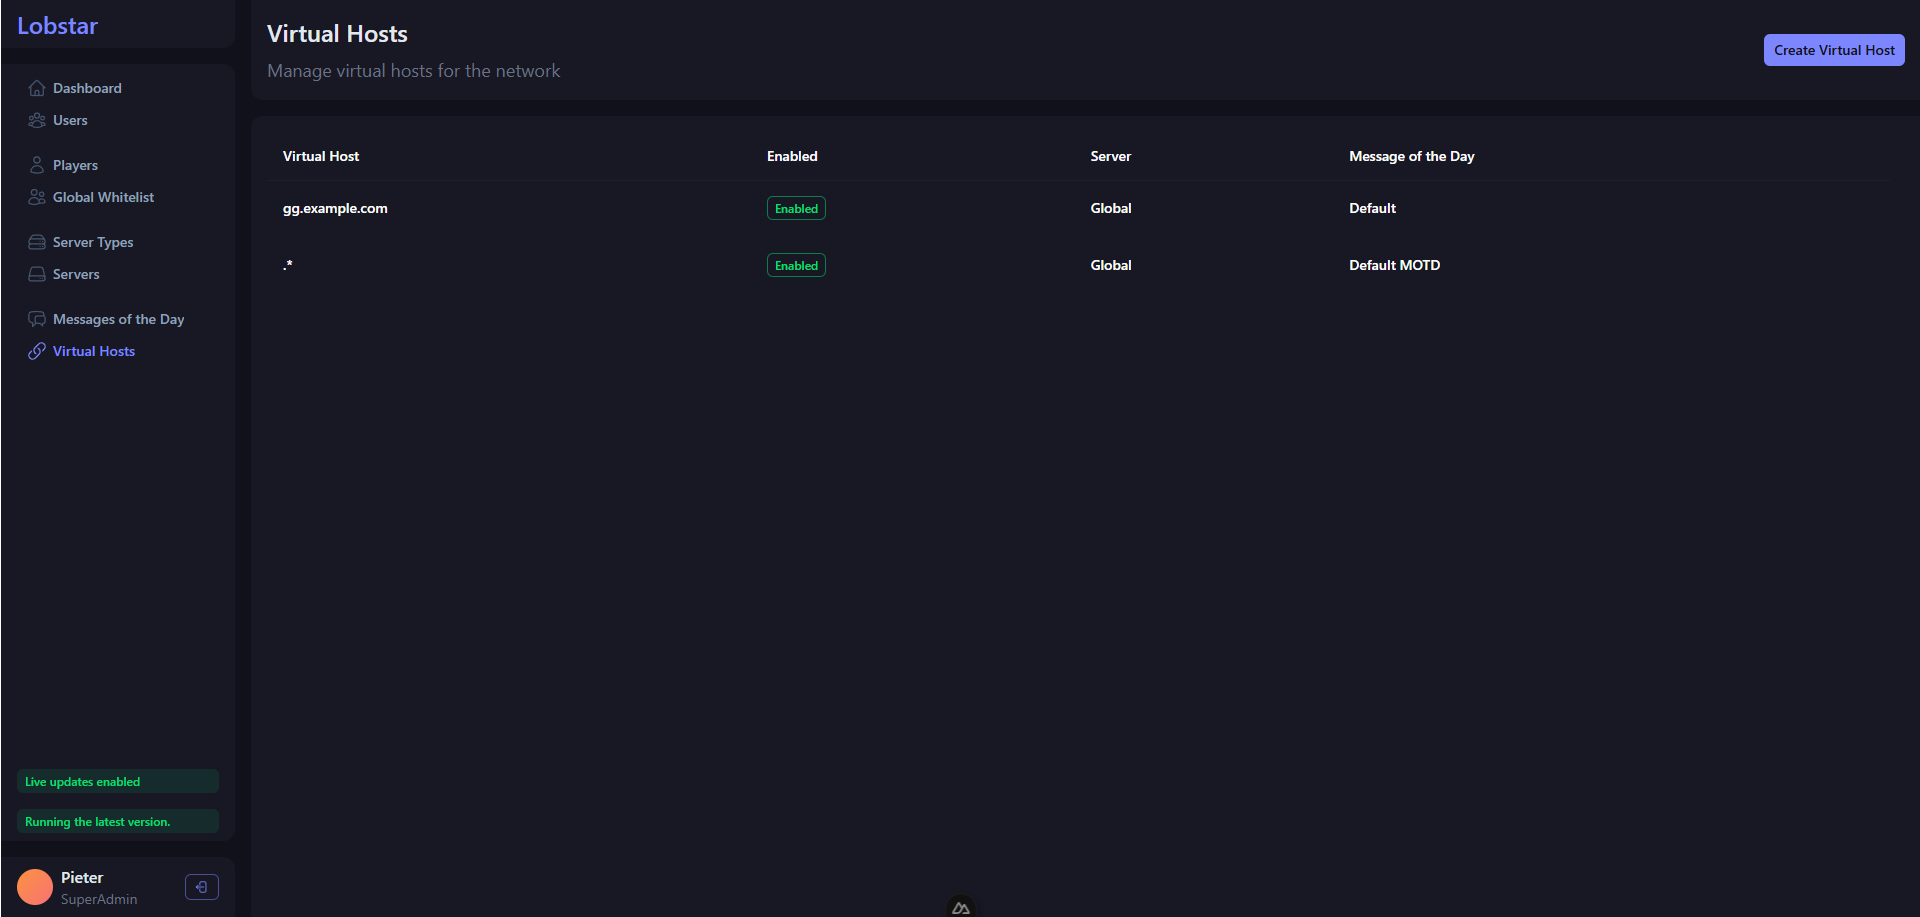 Lobstar
Dashboard
Users
Players
Global Whitelist
Server Types
Servers
Messages of the Day
Virtual Hosts
Live updates enabled
Running the latest version.
Pieter
SuperAdmin
Virtual Hosts
Manage virtual hosts for the network
Create Virtual Host
Virtual Host Enabled Server Message of the Day
gg.example.com Enabled Global Default
.* Enabled Global Default MOTD